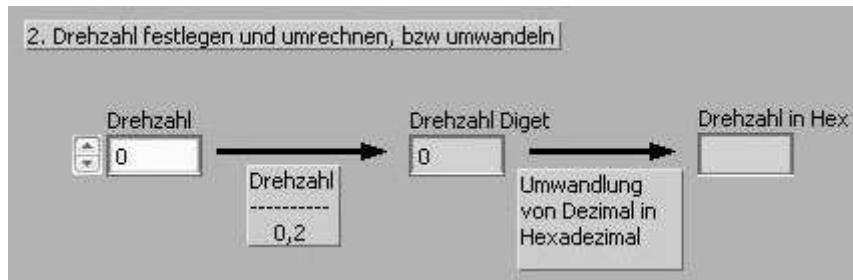 2. Drehzahl festlegen und umrechnen, bzw umwandeln
Drehzahl
0
Drehzahl
----------
0,2
Drehzahl Diget
0
Umwandlung
von Dezimal in
Hexadezimal
Drehzahl in Hex